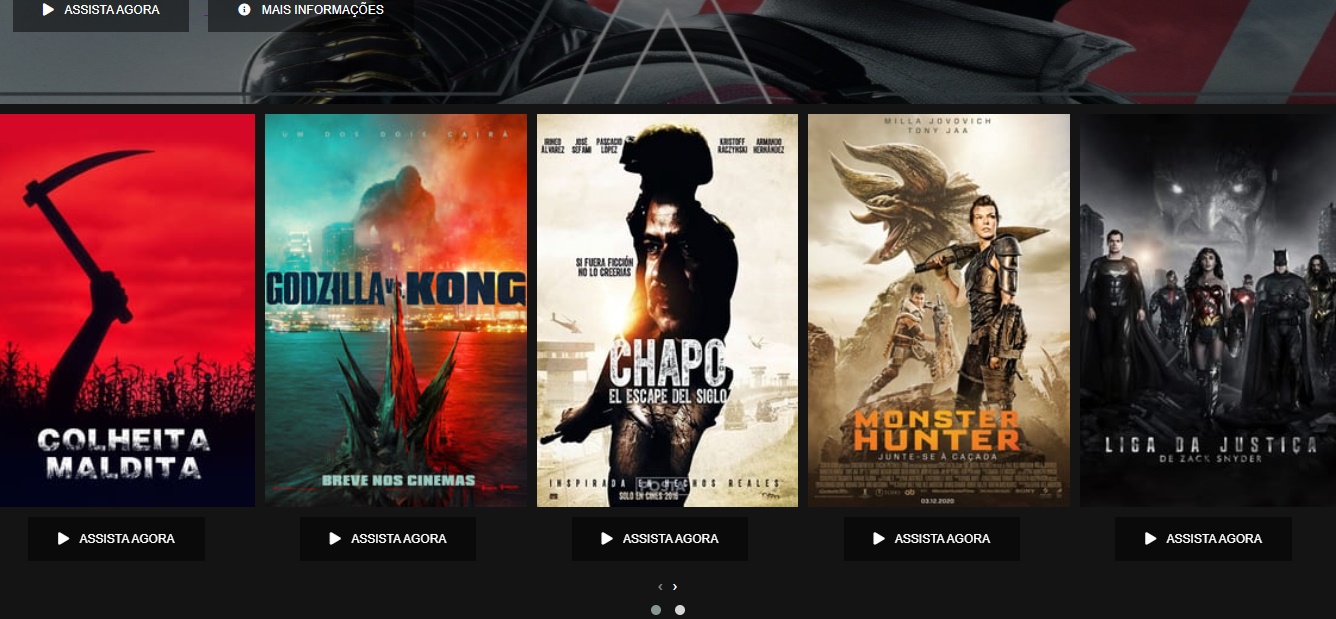 ASSISTA AGORA
MAIS INFORMAÇÕES
COLHEITA
MALDITA
UM DOS DOIS CAIRÁ
GODZILLA vs. KONG
BREVE NOS CINEMAS
IRINEO ÁLVAREZ
JOSÉ SEFAMI
PASCACIO LÓPEZ
KRISTOFF RACZYNSKI
ARMANDO HERNÁNDEZ
SI FUERA FICCIÓN
NO LO CREERÍAS
CHAPO
EL ESCAPE DEL SIGLO
INSPIRADA EN HECHOS REALES
SOLO EN CINES 2016
MILLA JOVOVICH
TONY JAA
MONSTER
HUNTER
JUNTE-SE À CAÇADA
SONY
03.12.2020
LIGA DA JUSTIÇA
DE ZACK SNYDER
ASSISTA AGORA
ASSISTA AGORA
ASSISTA AGORA
ASSISTA AGORA
ASSISTA AGORA